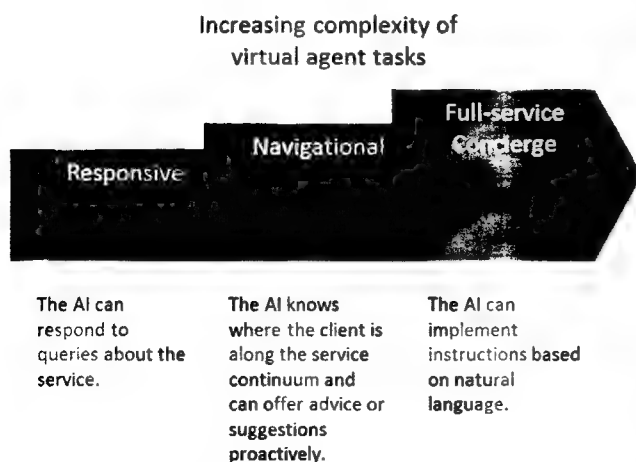 Increasing complexity of
virtual agent tasks
Responsive
Navigational
Full-service
Concierge
The AI can
respond to
queries about the
service.
The AI knows
where the client is
along the service
continuum and
can offer advice or
suggestions
proactively.
The AI can
implement
instructions based
on natural
language.